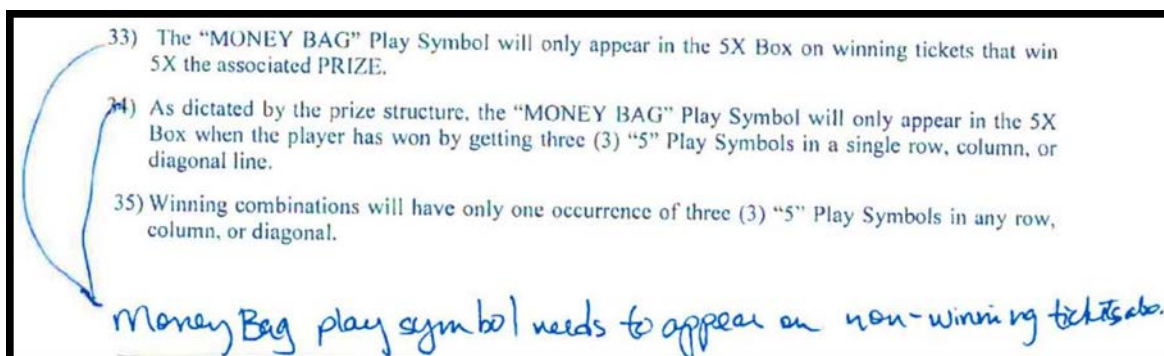 33) The “MONEY BAG” Play Symbol will only appear in the 5X Box on winning tickets that win
5X the associated PRIZE.
34) As dictated by the prize structure, the “MONEY BAG” Play Symbol will only appear in the 5X
Box when the player has won by getting three (3) “5” Play Symbols in a single row, column, or
diagonal line.
35) Winning combinations will have only one occurrence of three (3) “5” Play Symbols in any row,
column, or diagonal.
Money Bag play symbol needs to appear on non-winning tickets also.